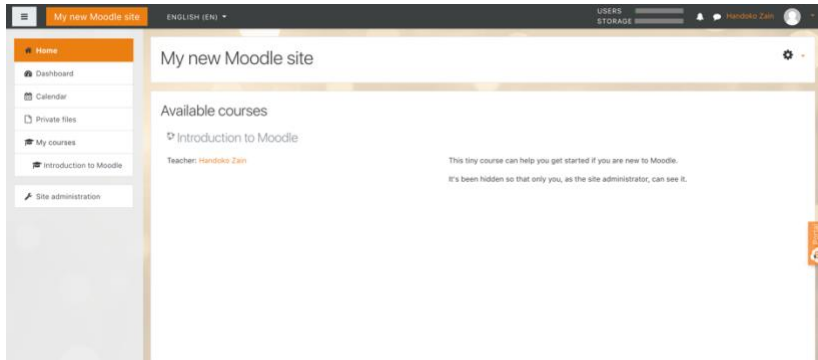 My new Moodle site
ENGLISH (EN)
USERS
STORAGE
Handoko Zain
Home
Dashboard
Calendar
Private files
My courses
Introduction to Moodle
Site administration
My new Moodle site
Available courses
Introduction to Moodle
Teacher: Handoko Zain
This tiny course can help you get started if you are new to Moodle.
It's been hidden so that only you, as the site administrator, can see it.